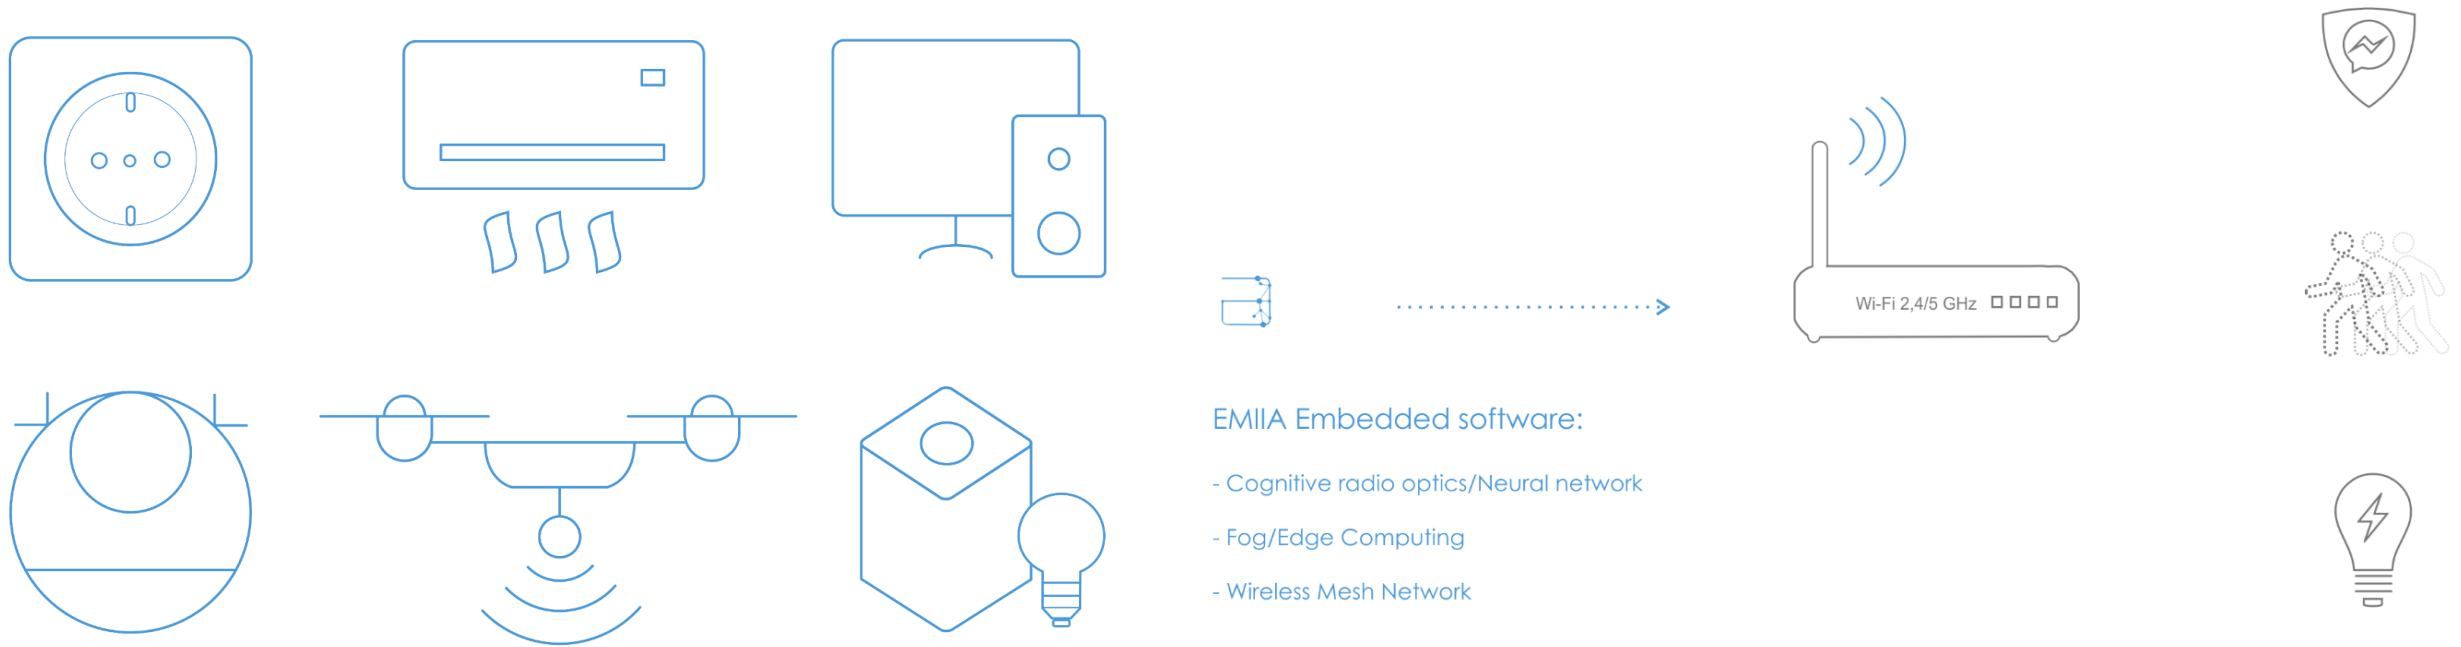 Wi-Fi 2,4/5 GHz
EMIIA Embedded software:
- Cognitive radio optics/Neural network
- Fog/Edge Computing
- Wireless Mesh Network